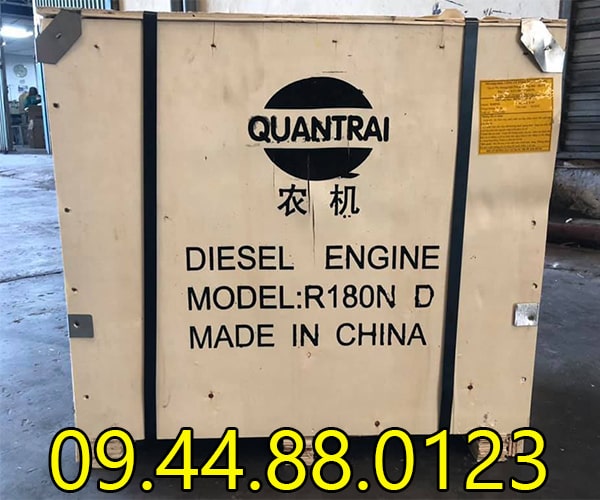 QUANTRAI
农机
DIESEL ENGINE
MODEL:R180N D
MADE IN CHINA
09.44.88.0123